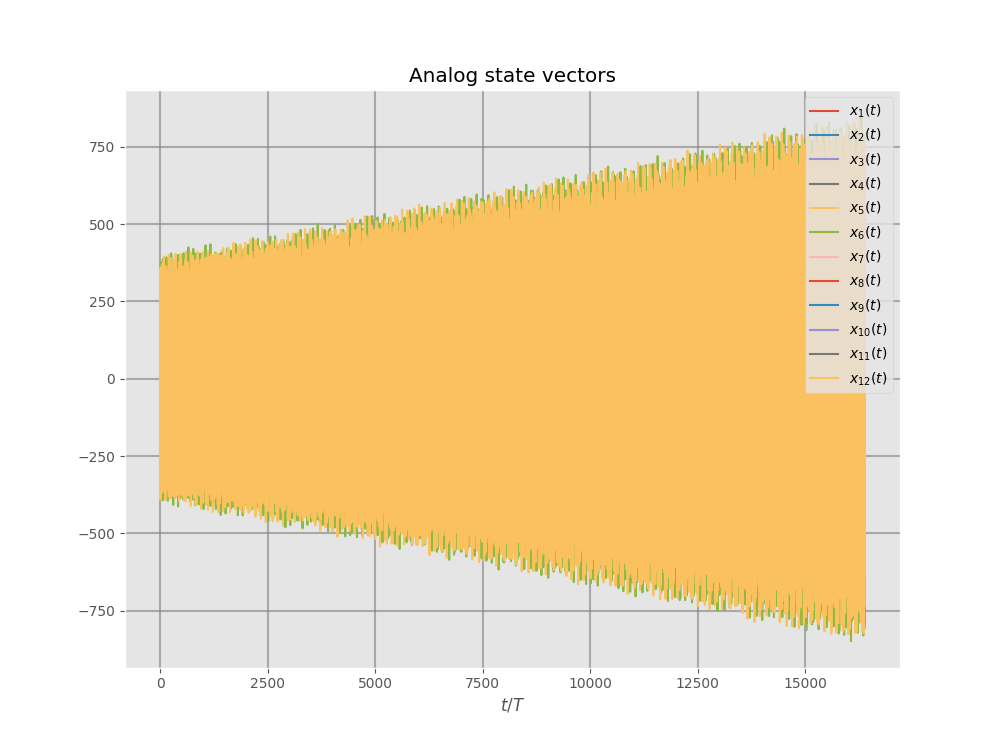 Analog state vectors
750
500
250
0
−250
−500
−750
0 2500 5000 7500 10000 12500 15000
t/T
x₁(t)
x₂(t)
x₃(t)
x₄(t)
x₅(t)
x₆(t)
x₇(t)
x₈(t)
x₉(t)
x₁₀(t)
x₁₁(t)
x₁₂(t)